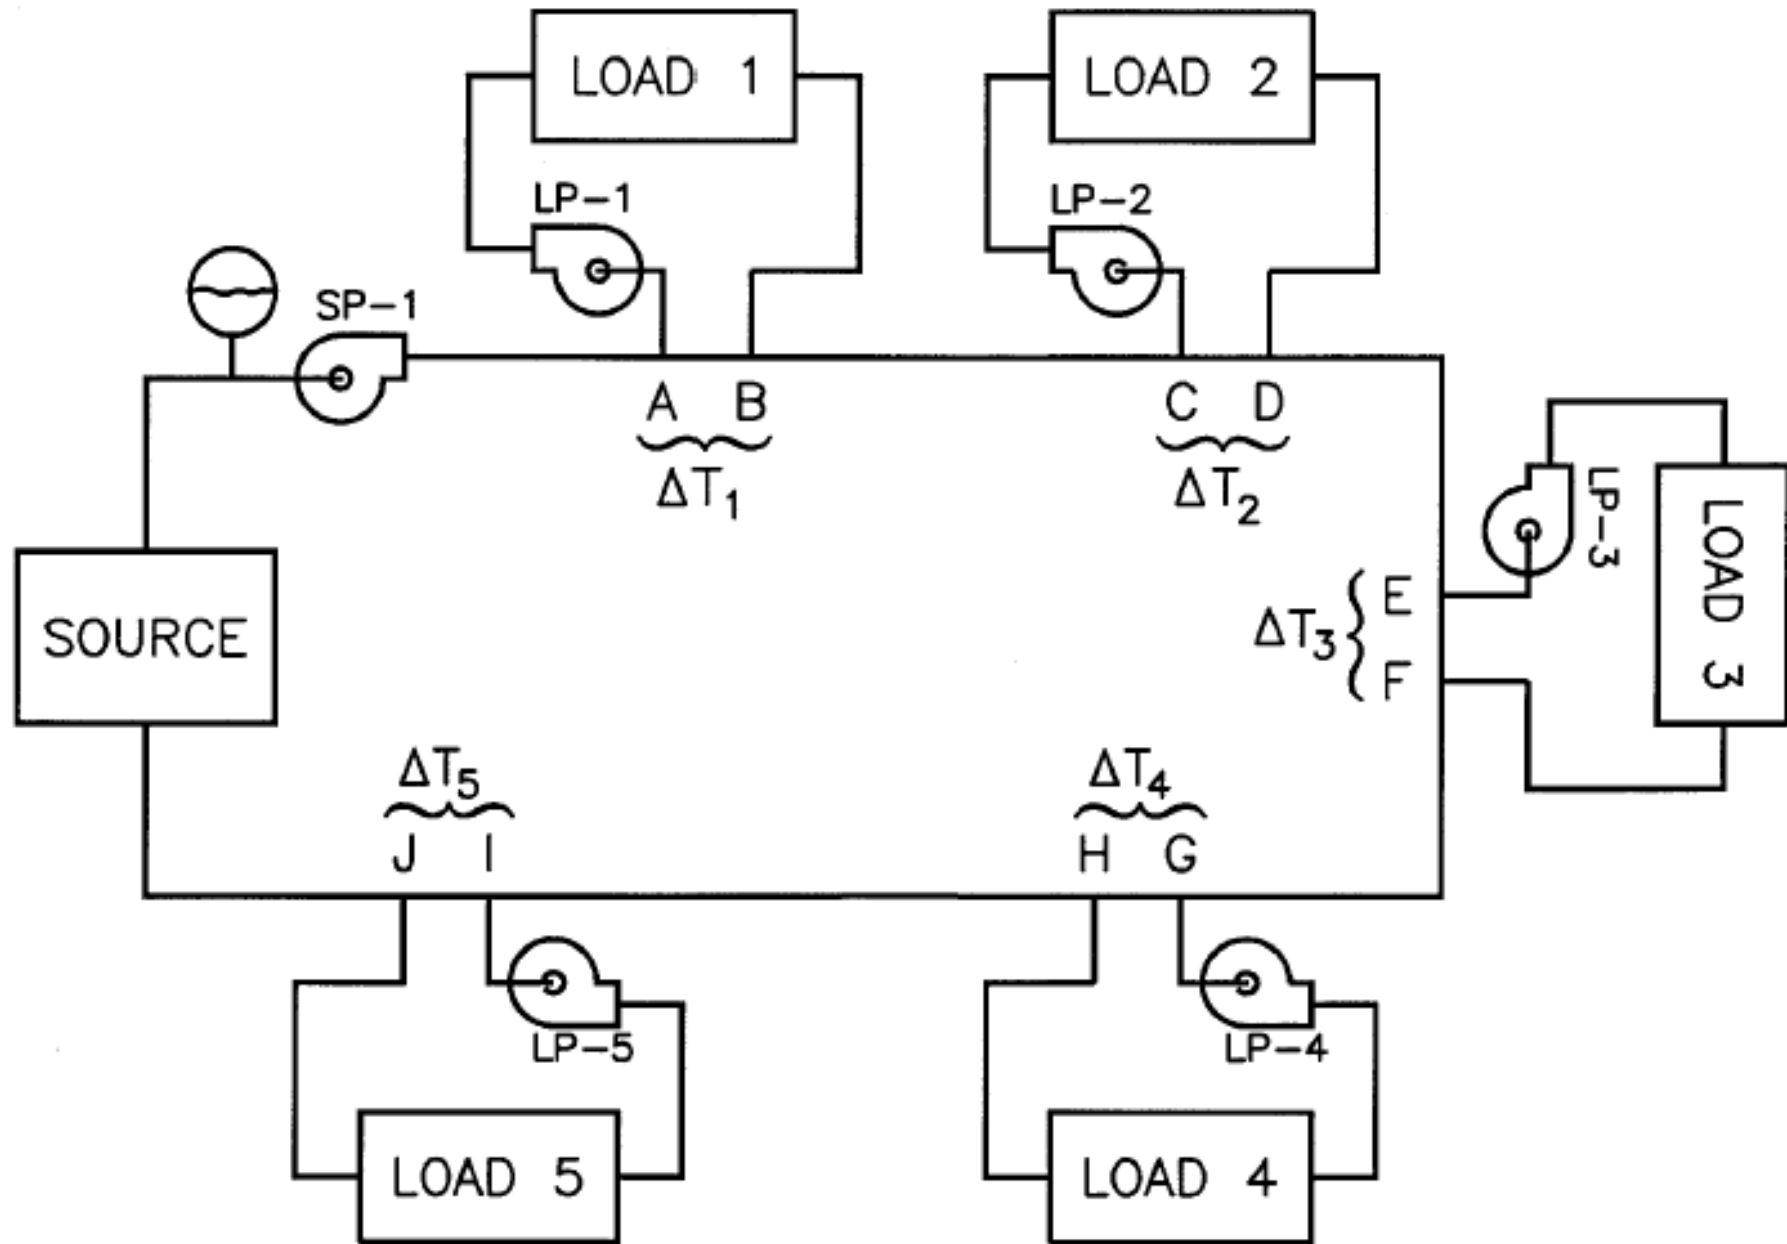 LOAD 1
LOAD 2
LP-1
LP-2
SP-1
A B
C D
ΔT1
ΔT2
LP-3
LOAD 3
E
ΔT3
F
SOURCE
ΔT5
ΔT4
J I
H G
LP-5
LP-4
LOAD 5
LOAD 4